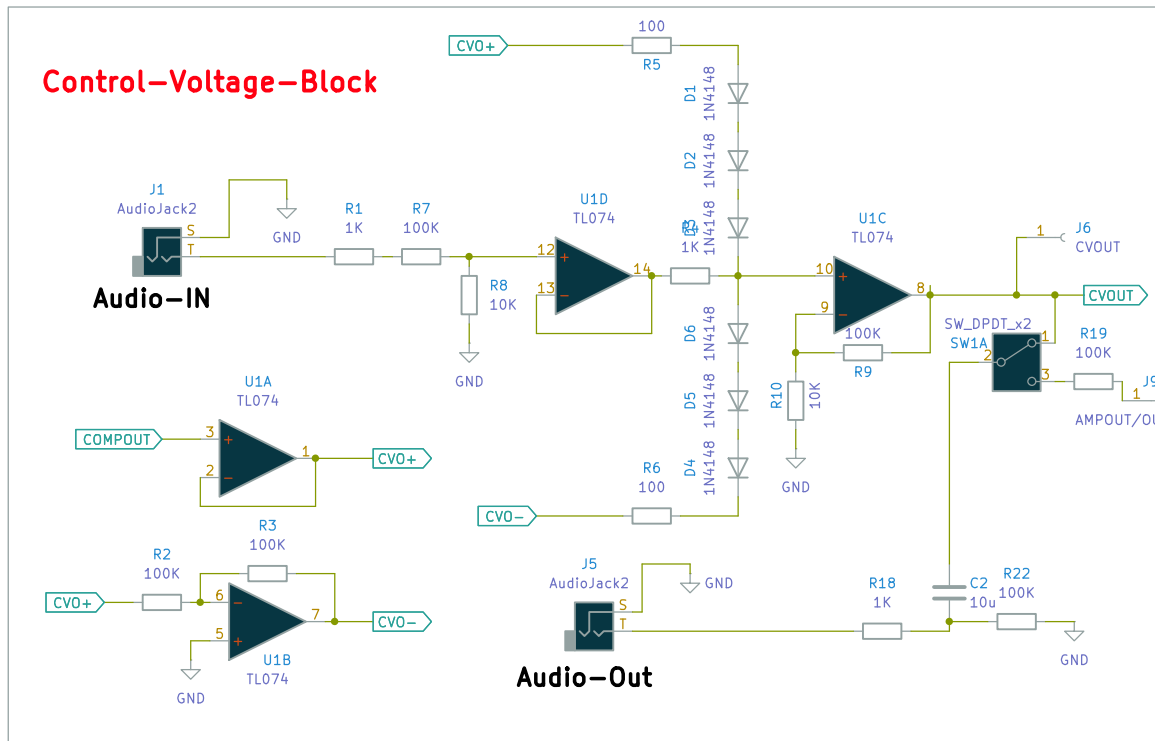 100
CVO+
R5
Control-Voltage-Block
D1
1N4148
D2
1N4148
J1
AudioJack2
S
T
GND
R1
1K
R7
100K
U1D
TL074
R4
1K
D3
1N4148
U1C
TL074
1
J6
CVOUT
12
13
14
10
9
8
CVOUT
Audio-IN
R8
10K
GND
100K
R9
SW_DPDT_x2
SW1A
2
1
3
R19
100K
J9
1
AMPOUT/OU
D6
1N4148
R10
10K
GND
U1A
TL074
D5
1N4148
COMPOUT
3
2
1
CVO+
D4
1N4148
R6
100
CVO-
R3
100K
R2
100K
CVO+
6
5
7
CVO-
U1B
TL074
GND
J5
AudioJack2
S
T
GND
R18
1K
C2
10u
R22
100K
GND
Audio-Out